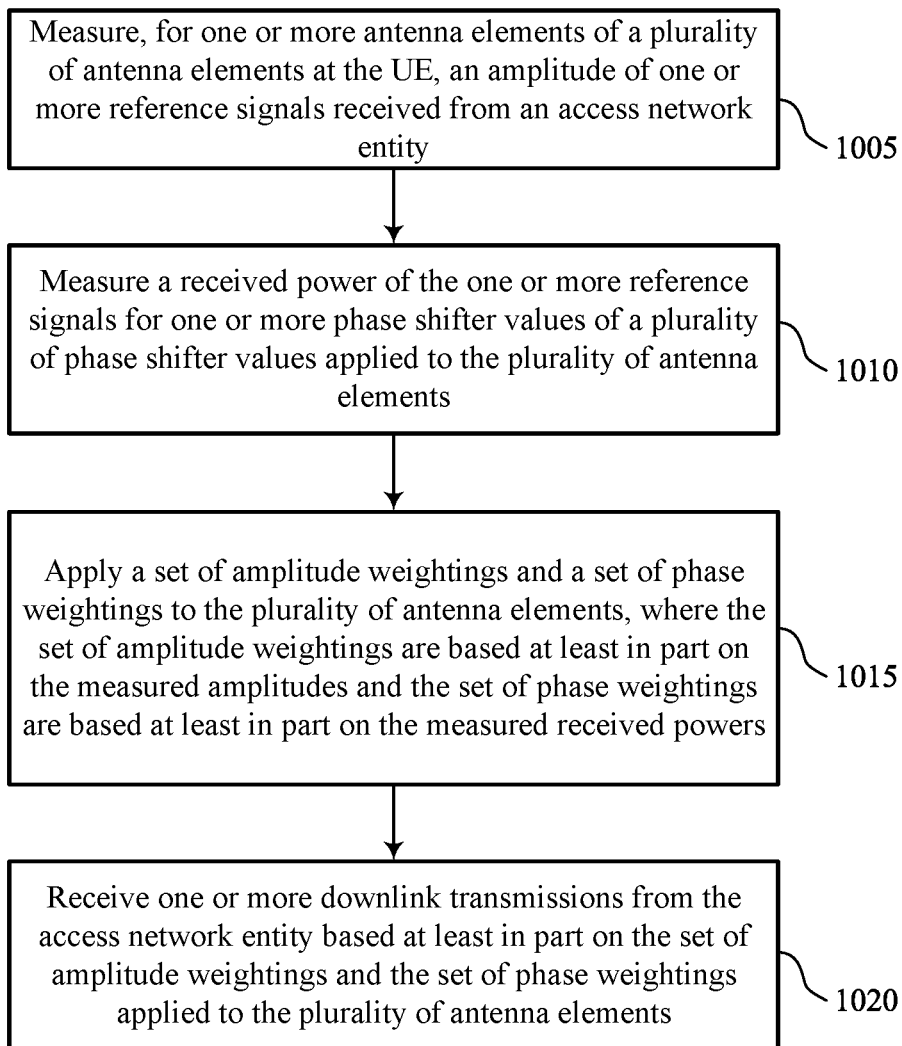 Measure, for one or more antenna elements of a plurality
of antenna elements at the UE, an amplitude of one or
more reference signals received from an access network
entity
1005
Measure a received power of the one or more reference
signals for one or more phase shifter values of a plurality
of phase shifter values applied to the plurality of antenna
elements
1010
Apply a set of amplitude weightings and a set of phase
weightings to the plurality of antenna elements, where the
set of amplitude weightings are based at least in part on
the measured amplitudes and the set of phase weightings
are based at least in part on the measured received powers
1015
Receive one or more downlink transmissions from the
access network entity based at least in part on the set of
amplitude weightings and the set of phase weightings
applied to the plurality of antenna elements
1020